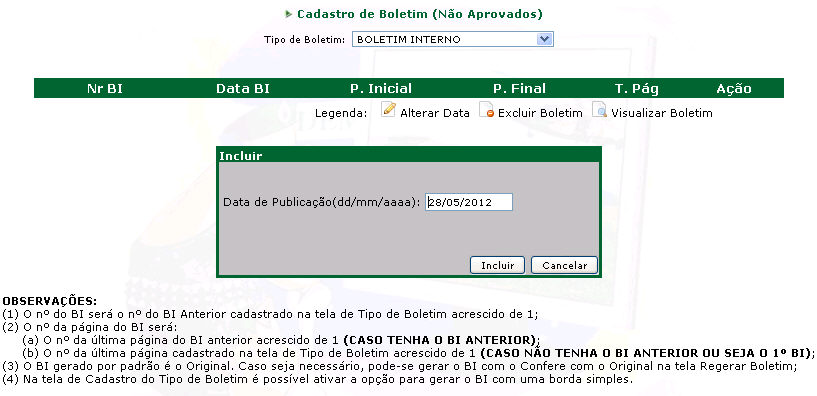 Cadastro de Boletim (Não Aprovados)
Tipo de Boletim: BOLETIM INTERNO
Nr BI Data BI P. Inicial P. Final T. Pág Ação
Legenda: Alterar Data Excluir Boletim Visualizar Boletim
Incluir
Data de Publicação(dd/mm/aaaa): 28/05/2012
Incluir Cancelar
OBSERVAÇÕES:
(1) O nº do BI será o nº do BI Anterior cadastrado na tela de Tipo de Boletim acrescido de 1;
(2) O nº da página do BI será:
(a) O nº da última página do BI anterior acrescido de 1 (CASO TENHA O BI ANTERIOR);
(b) O nº da última página cadastrado na tela de Tipo de Boletim acrescido de 1 (CASO NÃO TENHA O BI ANTERIOR OU SEJA O 1º BI);
(3) O BI gerado por padrão é o Original. Caso seja necessário, pode-se gerar o BI com o Confere com o Original na tela Regerar Boletim;
(4) Na tela de Cadastro do Tipo de Boletim é possível ativar a opção para gerar o BI com uma borda simples.